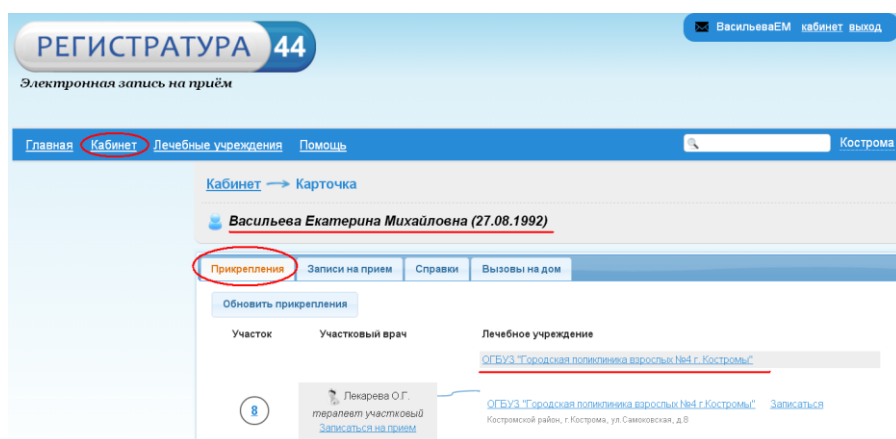 РЕГИСТРАТУРА 44
Электронная запись на приём
ВасильеваЕМ кабинет выход
Главная Кабинет Лечебные учреждения Помощь
Кострома
Кабинет → Карточка
Васильева Екатерина Михайловна (27.08.1992)
Прикрепления Записи на прием Справки Вызовы на дом
Обновить прикрепления
Участок Участковый врач Лечебное учреждение
ОГБУЗ "Городская поликлиника взрослых №4 г. Костромы"
Лекарева О.Г.
8 терапевт участковый
ОГБУЗ "Городская поликлиника взрослых №4 г.Костромы" Записаться
Записаться на прием
Костромской район, г.Кострома, ул.Самоковская, д.8